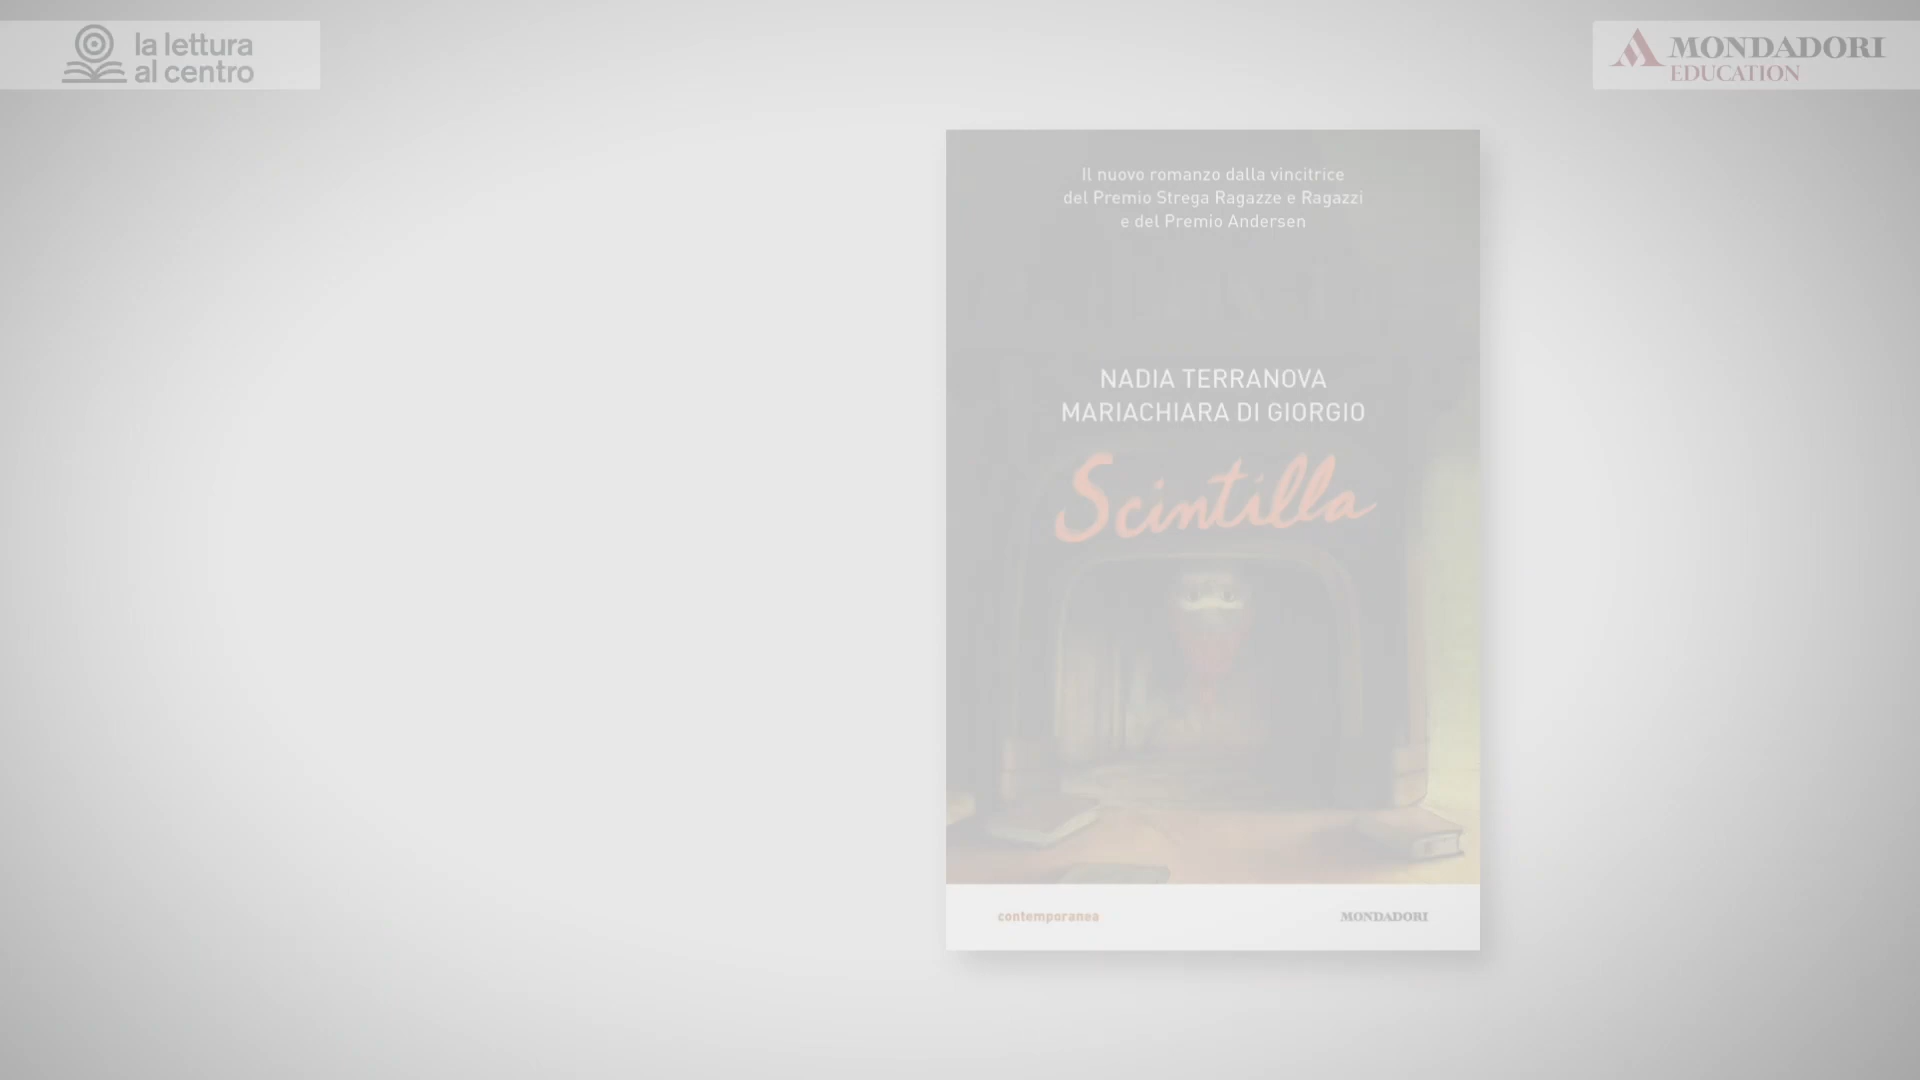 la lettura
al centro
MONDADORI
EDUCATION
Il nuovo romanzo dalla vincitrice
del Premio Strega Ragazze e Ragazzi
e del Premio Andersen
NADIA TERRANOVA
MARIACHIARA DI GIORGIO
Scintilla
contemporanea
MONDADORI